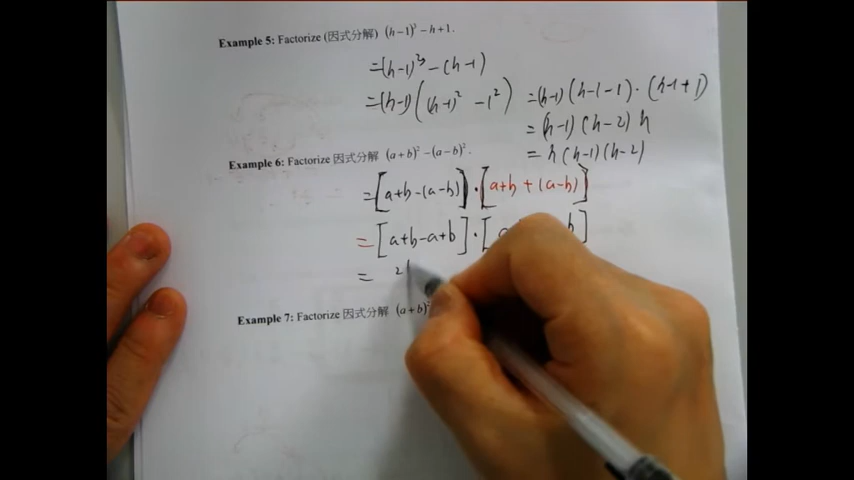 Example 5: Factorize (因式分解) (h−1)³ − h + 1.
= (h−1)³ − (h−1)
= (h−1)((h−1)² − 1²) = (h−1)(h−1−1)·(h−1+1)
= (h−1)(h−2) h
= h(h−1)(h−2)
Example 6: Factorize 因式分解 (a+b)² − (a−b)².
= [a+b−(a−b)]·[a+b+(a−b)]
= [a+b−a+b]·[ b]
= 2b
Example 7: Factorize 因式分解 (a+b)²